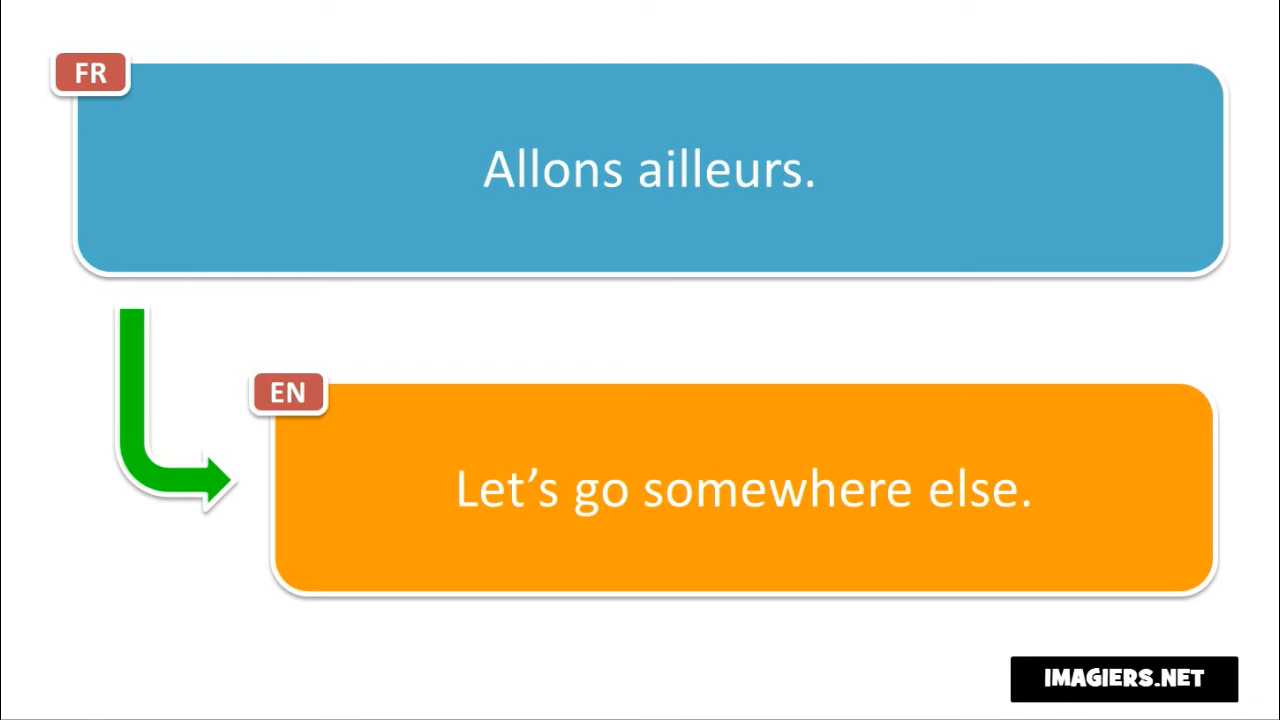 FR
Allons ailleurs.
EN
Let’s go somewhere else.
IMAGIERS.NET